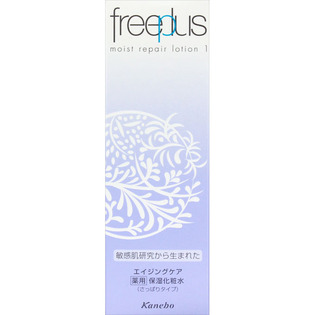 freeplus
moist repair lotion 1
敏感肌研究から生まれた
エイジングケア
薬用 保湿化粧水
(さっぱりタイプ)
Kanebo